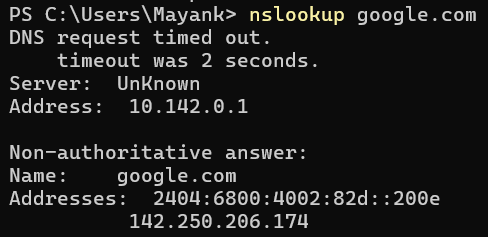 PS C:\Users\Mayank> nslookup google.com
DNS request timed out.
    timeout was 2 seconds.
Server:  UnKnown
Address:  10.142.0.1

Non-authoritative answer:
Name:    google.com
Addresses:  2404:6800:4002:82d::200e
          142.250.206.174